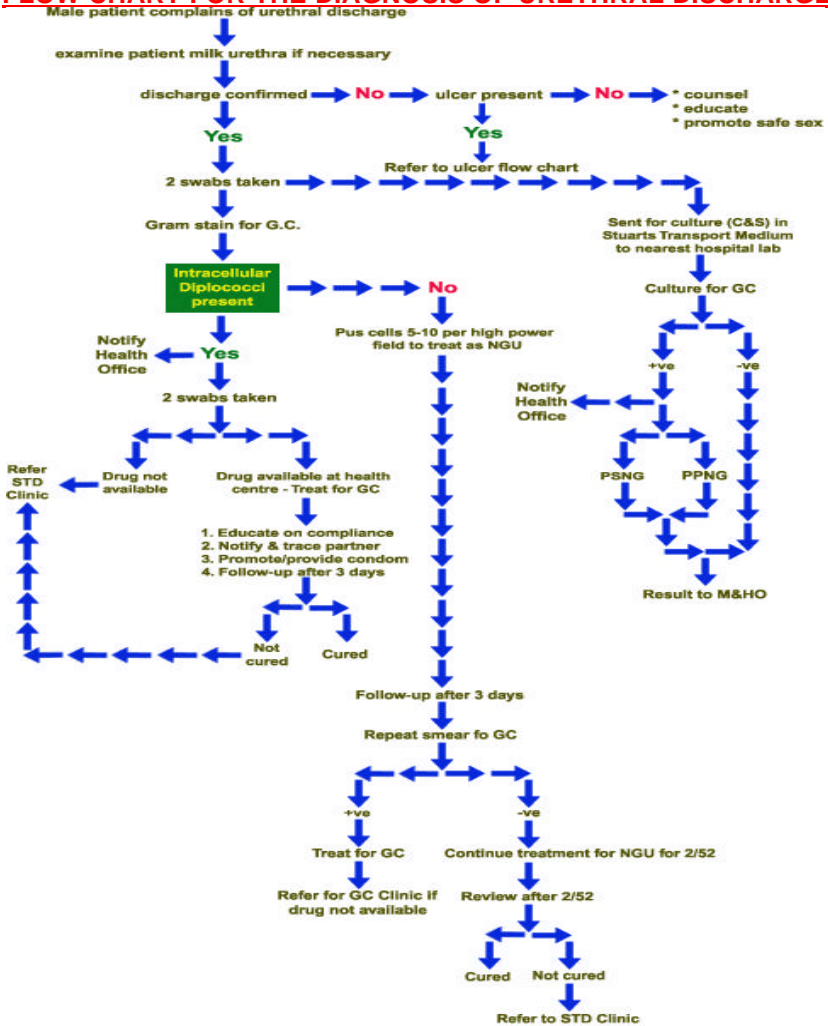 FLOW CHART FOR THE DIAGNOSIS OF URETHRAL DISCHARGE
Male patient complains of urethral discharge
examine patient milk urethra if necessary
discharge confirmed
No
ulcer present
No
* counsel
* educate
* promote safe sex
Yes
Yes
Refer to ulcer flow chart
2 swabs taken
Gram stain for G.C.
Sent for culture (C&S) in
Stuarts Transport Medium
to nearest hospital lab
Intracellular
Diplococci
present
No
Culture for GC
Pus cells 5-10 per high power
field to treat as NGU
Notify
Health
Office
Yes
+ve
-ve
2 swabs taken
Notify
Health
Office
Refer
STD
Clinic
Drug not
available
Drug available at health
centre - Treat for GC
PSNG
PPNG
1. Educate on compliance
2. Notify & trace partner
3. Promote/provide condom
4. Follow-up after 3 days
Result to M&HO
Not
cured
Cured
Follow-up after 3 days
Repeat smear fo GC
+ve
-ve
Treat for GC
Continue treatment for NGU for 2/52
Refer for GC Clinic if
drug not available
Review after 2/52
Cured
Not cured
Refer to STD Clinic